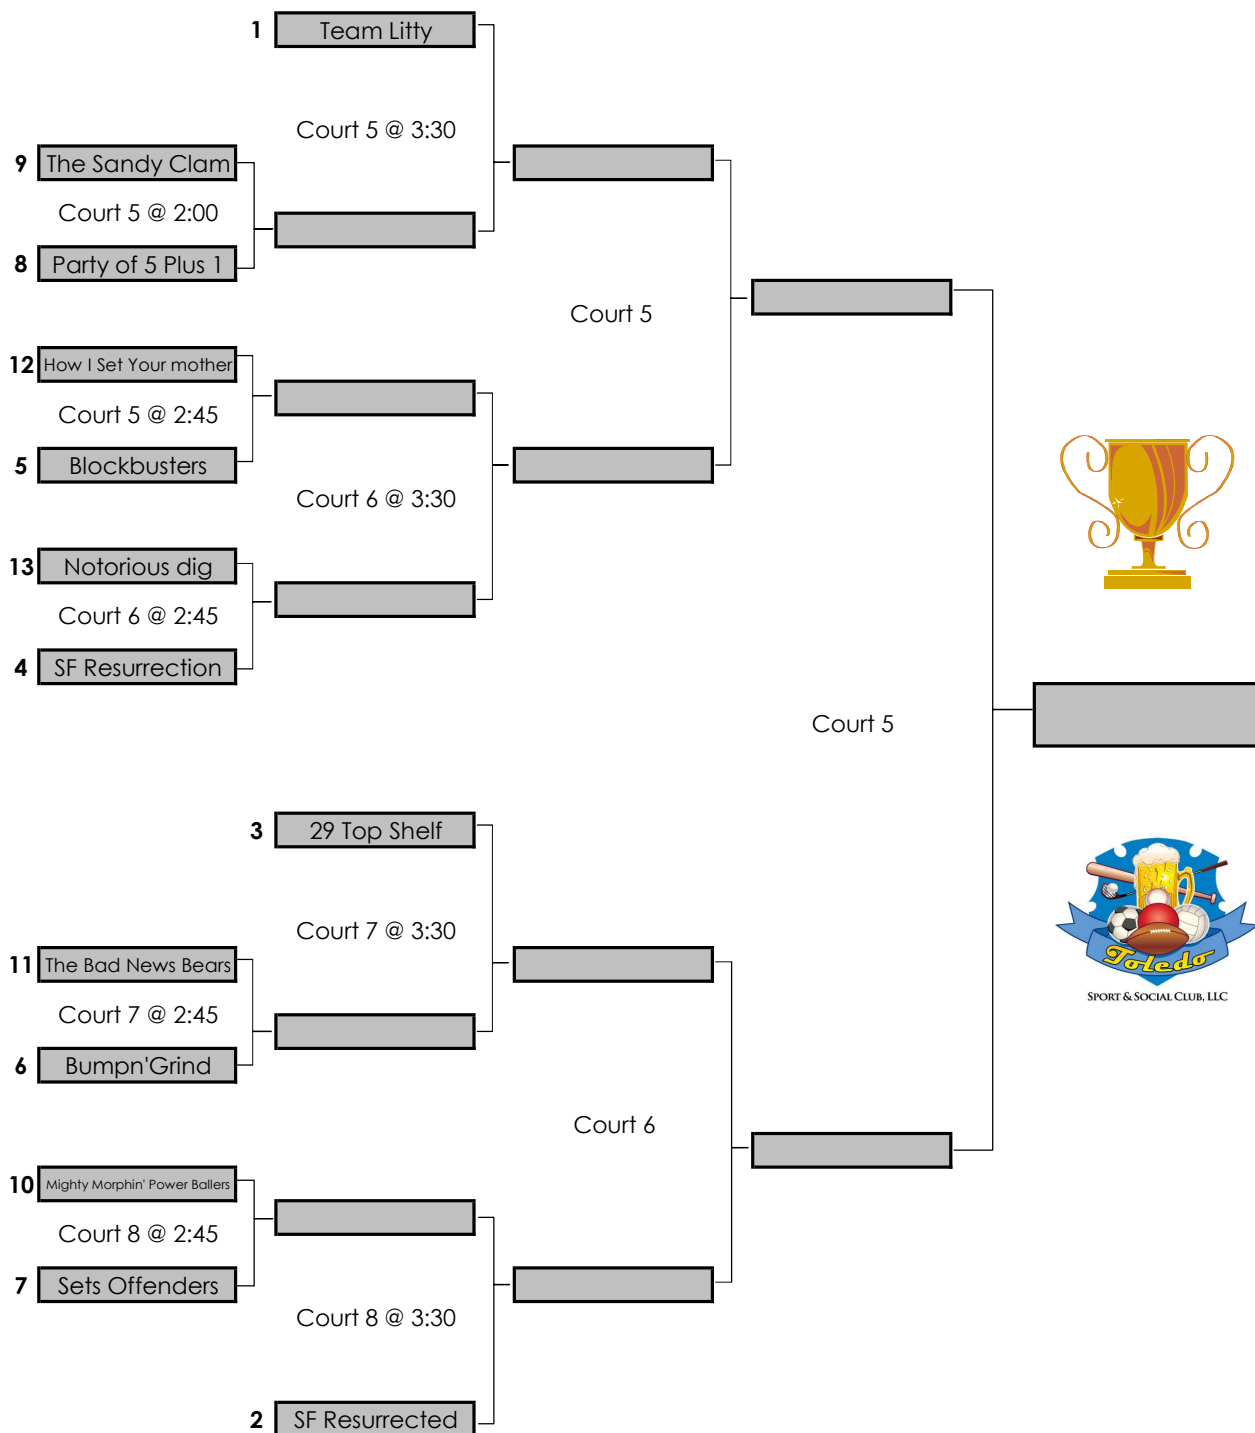 1 Team Litty
Court 5 @ 3:30
9 The Sandy Clam
Court 5 @ 2:00
8 Party of 5 Plus 1
Court 5
12 How I Set Your mother
Court 5 @ 2:45
5 Blockbusters
Court 6 @ 3:30
13 Notorious dig
Court 6 @ 2:45
4 SF Resurrection
Court 5
3 29 Top Shelf
Court 7 @ 3:30
11 The Bad News Bears
Court 7 @ 2:45
6 Bumpn'Grind
Court 6
10 Mighty Morphin' Power Ballers
Court 8 @ 2:45
7 Sets Offenders
Court 8 @ 3:30
2 SF Resurrected
Toledo
SPORT & SOCIAL CLUB, LLC